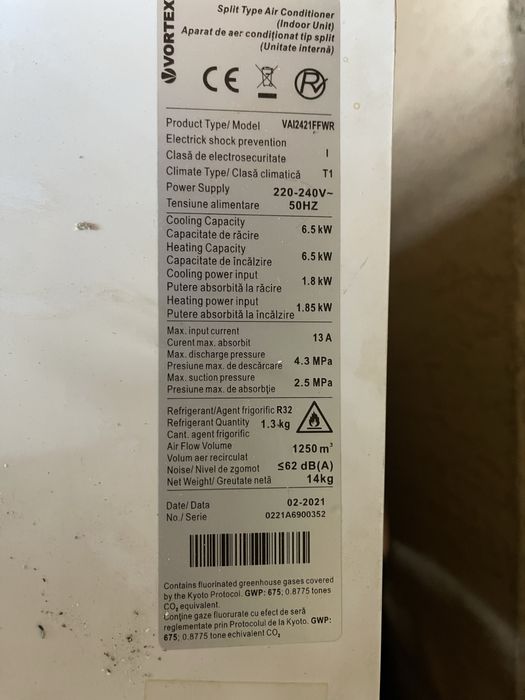 VORTEX
Split Type Air Conditioner
(Indoor Unit)
Aparat de aer condiționat tip split
(Unitate internă)
CE
Product Type/ Model VAI2421FFWR
Electrick shock prevention
Clasă de electrosecuritate I
Climate Type/ Clasă climatică T1
Power Supply 220-240V~
Tensiune alimentare 50HZ
Cooling Capacity
Capacitate de răcire 6.5 kW
Heating Capacity
Capacitate de încălzire 6.5 kW
Cooling power input
Putere absorbită la răcire 1.8 kW
Heating power input
Putere absorbită la încălzire 1.85 kW
Max. input current
Curent max. absorbit 13 A
Max. discharge pressure
Presiune max. de descărcare 4.3 MPa
Max. suction pressure
Presiune max. de absorbție 2.5 MPa
Refrigerant/Agent frigorific R32
Refrigerant Quantity 1.3 kg
Cant. agent frigorific
Air Flow Volume
Volum aer recirculat 1250 m³
Noise/ Nivel de zgomot ≤62 dB(A)
Net Weight/ Greutate netă 14kg
Date/ Data 02-2021
No./ Serie 0221A6900352
Contains fluorinated greenhouse gases covered
by the Kyoto Protocol. GWP: 675; 0.8775 tones
CO₂ equivalent.
Conține gaze fluorurate cu efect de seră
reglementate prin Protocolul de la Kyoto. GWP:
675; 0.8775 tone echivalent CO₂